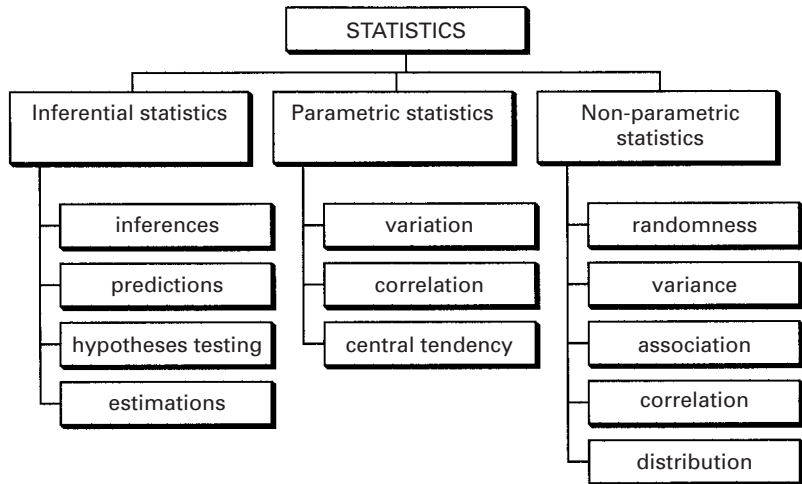 STATISTICS
Inferential statistics
inferences
predictions
hypotheses testing
estimations
Parametric statistics
variation
correlation
central tendency
Non-parametric
statistics
randomness
variance
association
correlation
distribution